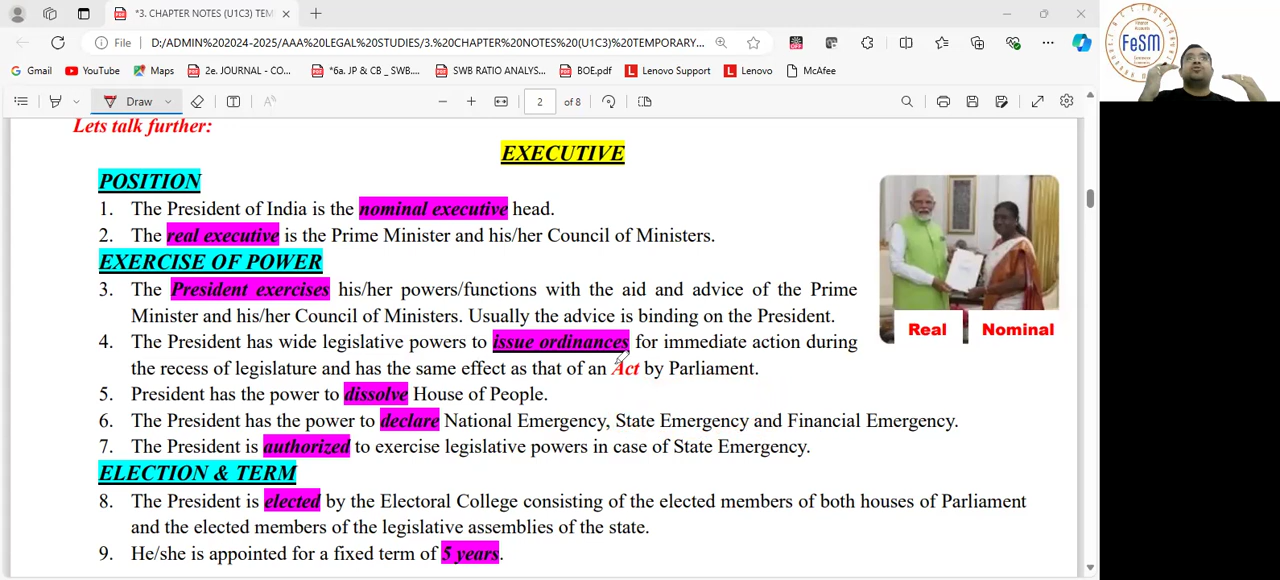 *3. CHAPTER NOTES (U1C3) TEM
File
D:/ADMIN%202024-2025/AAA%20LEGAL%20STUDIES/3.%20CHAPTER%20NOTES%20(U1C3)%20TEMPORARY...
Gmail
YouTube
Maps
2e. JOURNAL - CO...
*6a. JP & CB _ SWB....
SWB RATIO ANALYS...
BOE.pdf
Lenovo Support
Lenovo
McAfee
Draw
2 of 8
FeSM
Lets talk further:
EXECUTIVE
POSITION
1. The President of India is the nominal executive head.
2. The real executive is the Prime Minister and his/her Council of Ministers.
EXERCISE OF POWER
3. The President exercises his/her powers/functions with the aid and advice of the Prime
Minister and his/her Council of Ministers. Usually the advice is binding on the President.
4. The President has wide legislative powers to issue ordinances for immediate action during
the recess of legislature and has the same effect as that of an Act by Parliament.
Real
Nominal
5. President has the power to dissolve House of People.
6. The President has the power to declare National Emergency, State Emergency and Financial Emergency.
7. The President is authorized to exercise legislative powers in case of State Emergency.
ELECTION & TERM
8. The President is elected by the Electoral College consisting of the elected members of both houses of Parliament
and the elected members of the legislative assemblies of the state.
9. He/she is appointed for a fixed term of 5 years.